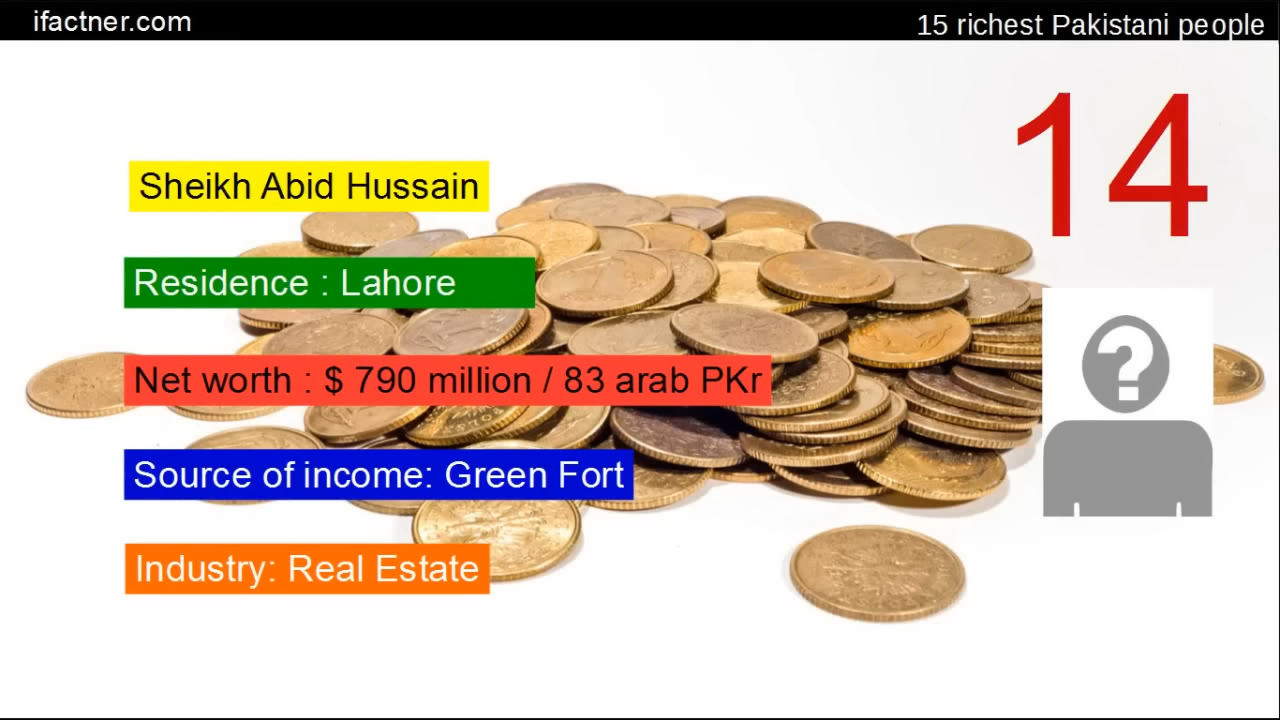 ifactner.com
15 richest Pakistani people
14
Sheikh Abid Hussain
Residence : Lahore
Net worth : $ 790 million / 83 arab PKr
Source of income: Green Fort
Industry: Real Estate
?